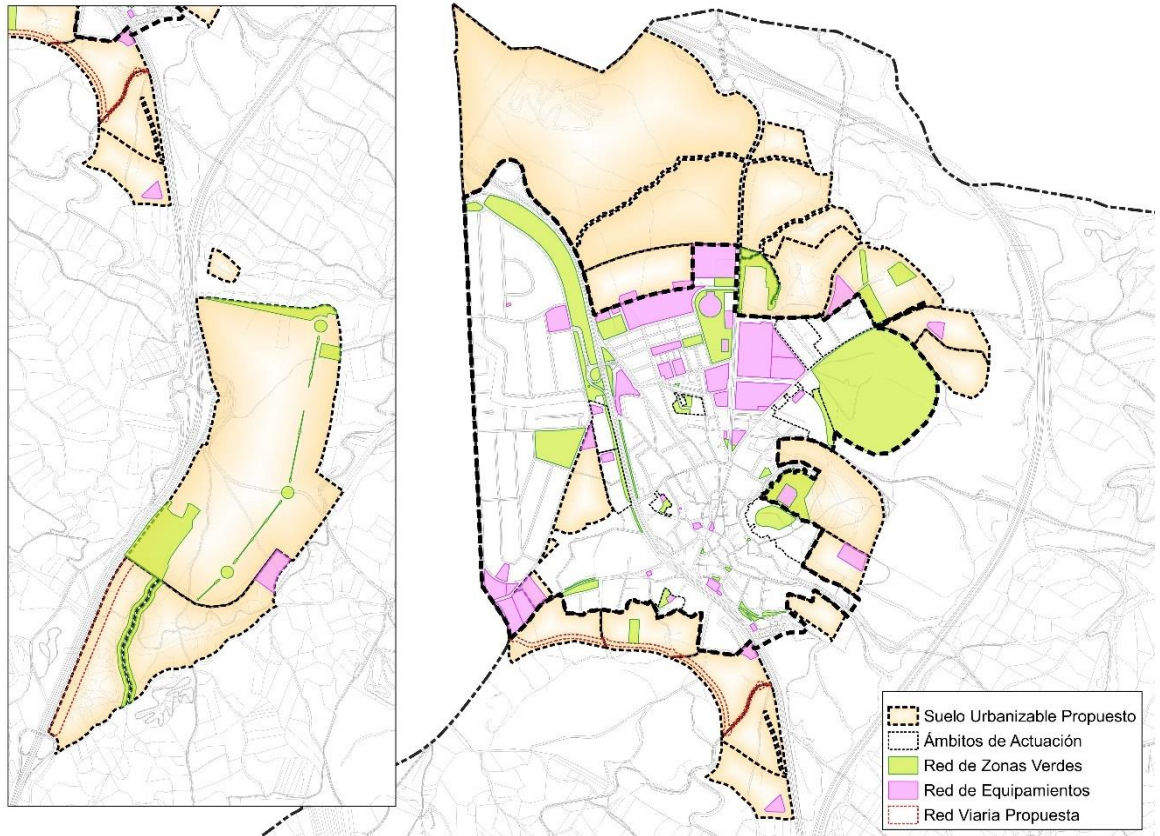 Suelo Urbanizable Propuesto
Ámbitos de Actuación
Red de Zonas Verdes
Red de Equipamientos
Red Viaria Propuesta